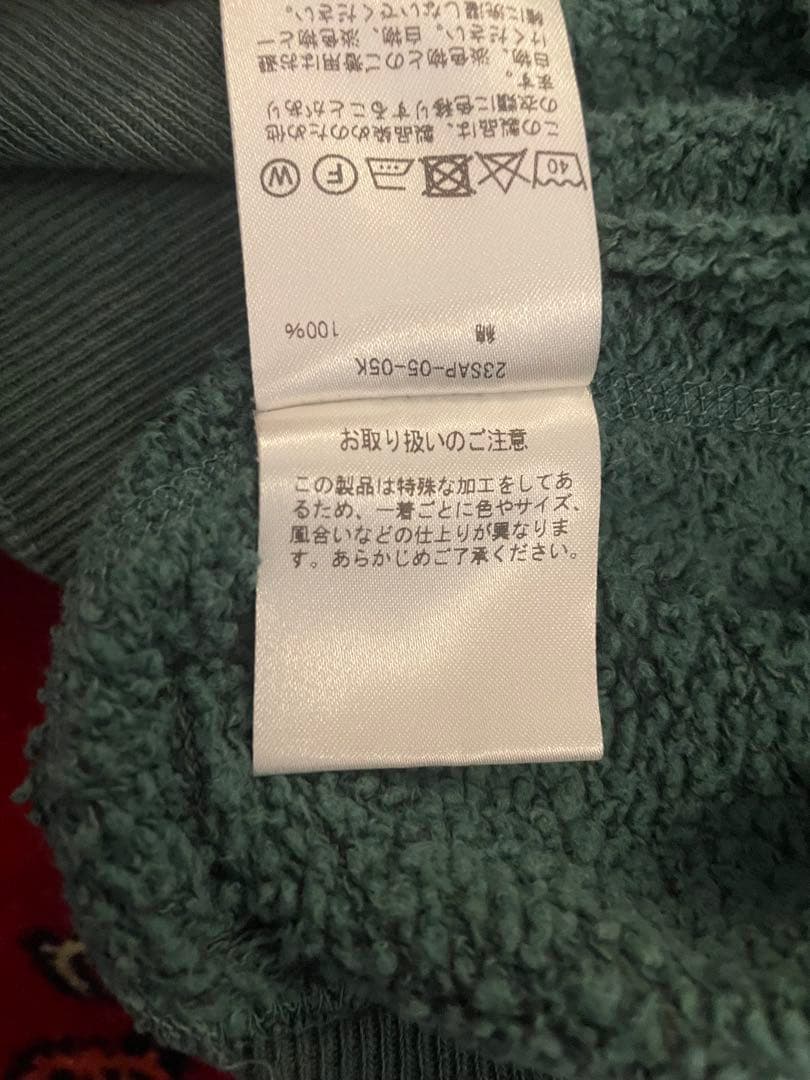 23SAP-05-05K
綿 100%
40
F
W
この製品は、製品染めのため他
の衣類に色移りすることがあり
ます。
白物、淡色物とのご着用はお避
けください。白物、淡色物と一
緒に洗濯しないでください。
お取り扱いのご注意
この製品は特殊な加工をしてあ
るため、一着ごとに色やサイズ、
風合いなどの仕上りが異なりま
す。あらかじめご了承ください。